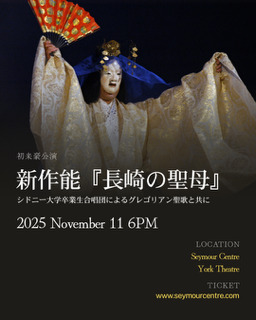 初未豪公演
新作能『長崎の聖母』
シドニー大学卒業生合唱団によるグレゴリアン聖歌と共に
2025 November 11 6PM
LOCATION
Seymour Centre
York Theatre
TICKET
www.seymourcentre.com